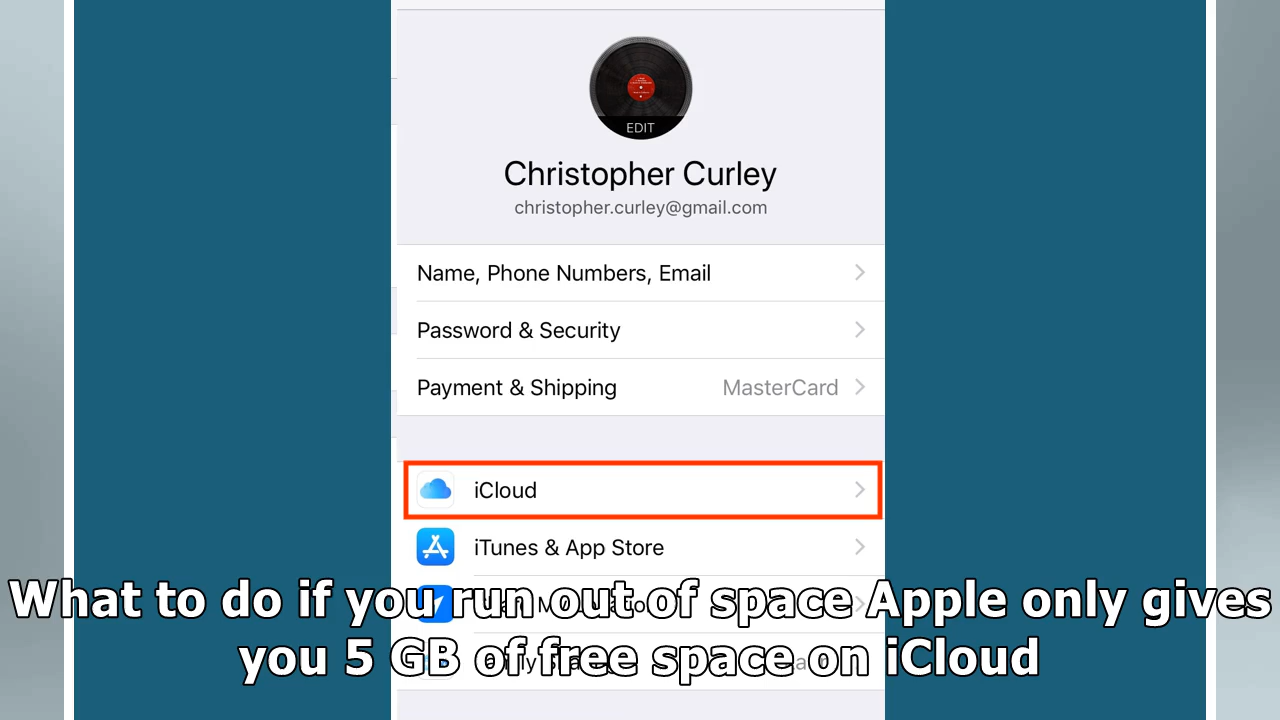 EDIT
Christopher Curley
christopher.curley@gmail.com
Name, Phone Numbers, Email
Password & Security
Payment & Shipping MasterCard
iCloud
iTunes & App Store
What to do if you run out of space Apple only gives
you 5 GB of free space on iCloud